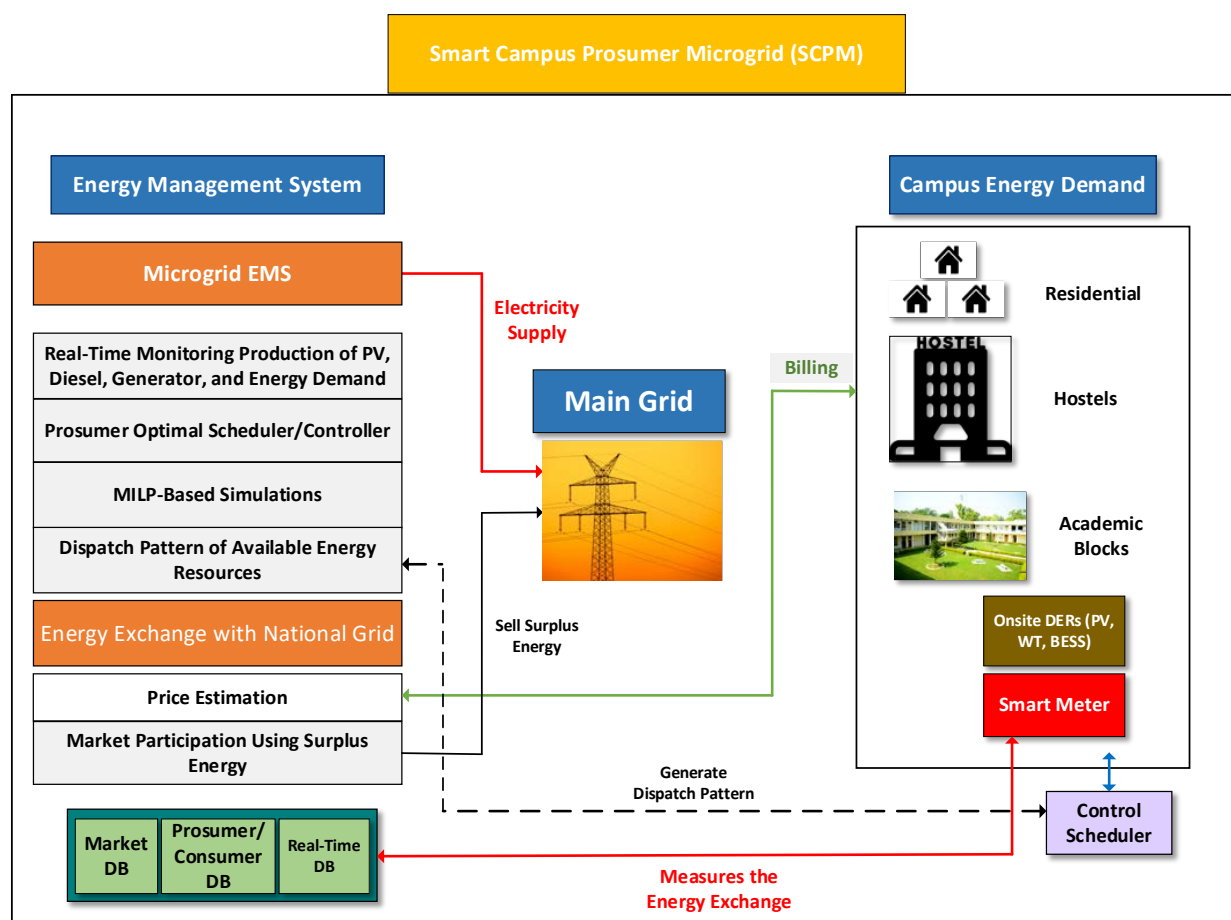 Smart Campus Prosumer Microgrid (SCPM)
Energy Management System
Microgrid EMS
Real-Time Monitoring Production of PV,
Diesel, Generator, and Energy Demand
Prosumer Optimal Scheduler/Controller
MILP-Based Simulations
Dispatch Pattern of Available Energy
Resources
Energy Exchange with National Grid
Price Estimation
Market Participation Using Surplus
Energy
Market
DB
Prosumer/
Consumer
DB
Real-Time
DB
Electricity
Supply
Main Grid
Sell Surplus
Energy
Billing
Generate
Dispatch Pattern
Measures the
Energy Exchange
Campus Energy Demand
Residential
HOSTEL
Hostels
Academic
Blocks
Onsite DERs (PV,
WT, BESS)
Smart Meter
Control
Scheduler